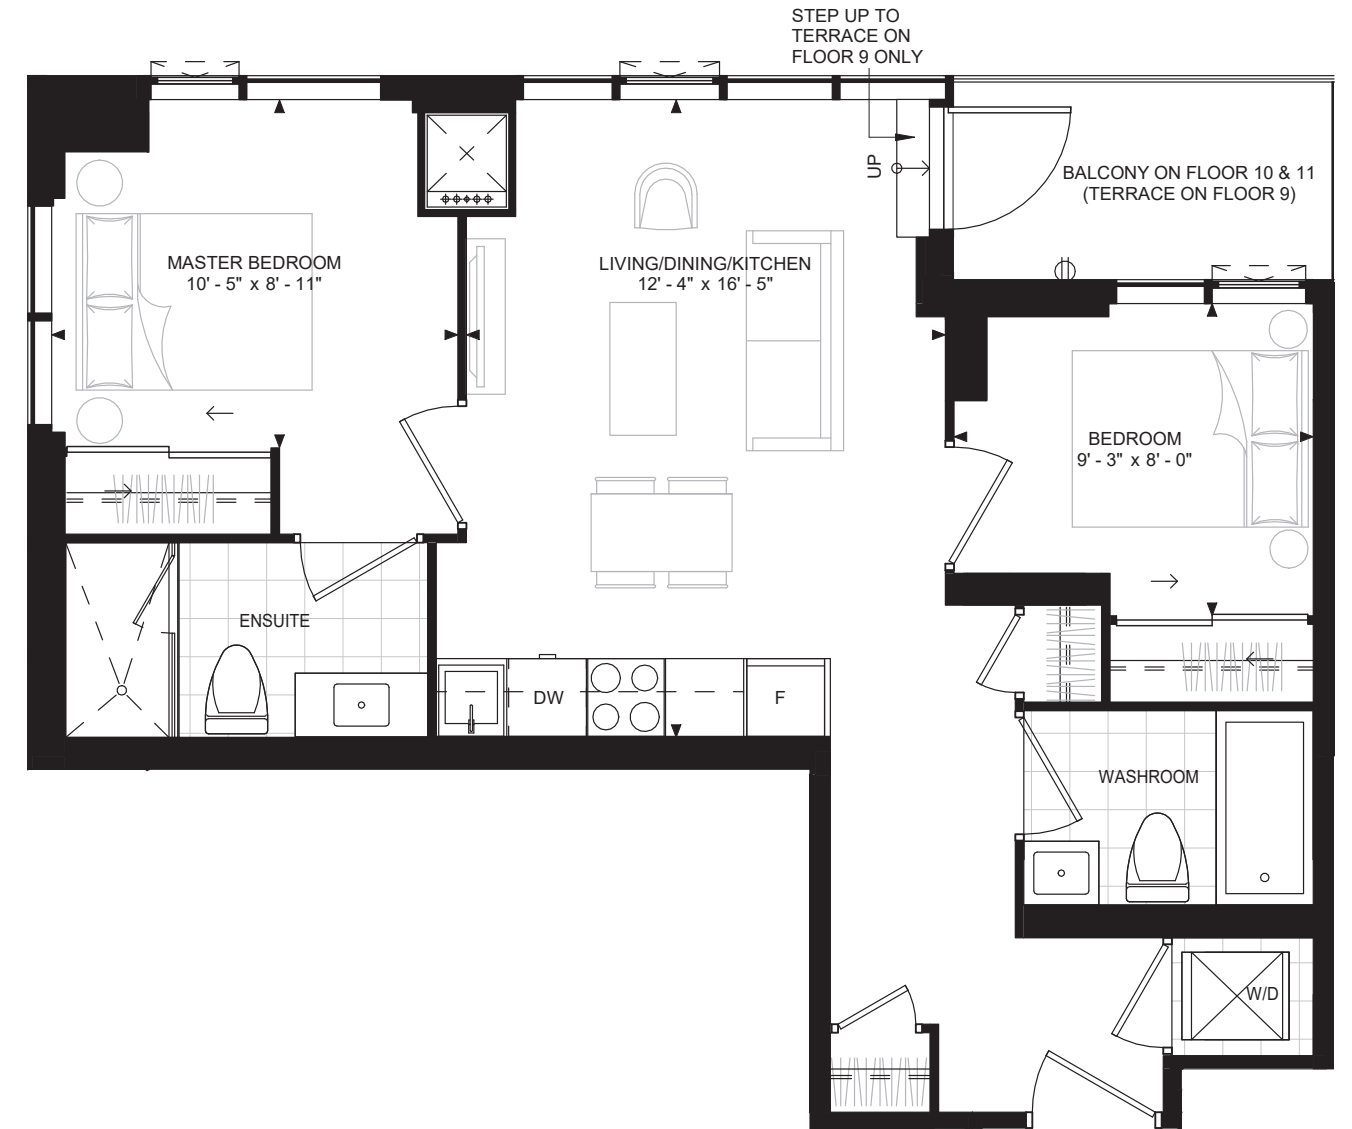 STEP UP TO
TERRACE ON
FLOOR 9 ONLY
UP
BALCONY ON FLOOR 10 & 11
(TERRACE ON FLOOR 9)
MASTER BEDROOM
10' - 5" x 8' - 11"
LIVING/DINING/KITCHEN
12' - 4" x 16' - 5"
BEDROOM
9' - 3" x 8' - 0"
ENSUITE
DW
F
WASHROOM
W/D